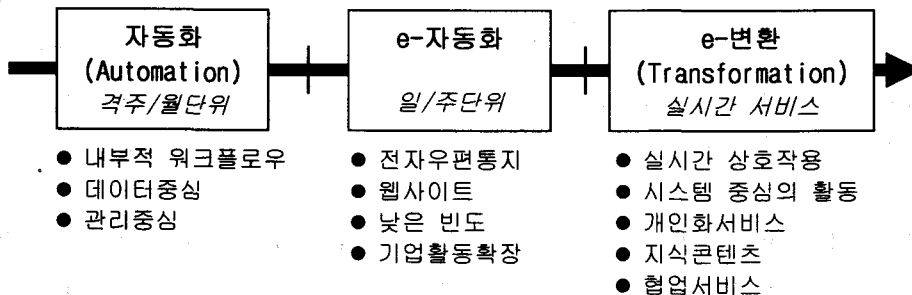 자동화
(Automation)
격주/월단위
● 내부적 워크플로우
● 데이터중심
● 관리중심
e-자동화
일/주단위
● 전자우편통지
● 웹사이트
● 낮은 빈도
● 기업활동확장
e-변환
(Transformation)
실시간 서비스
● 실시간 상호작용
● 시스템 중심의 활동
● 개인화서비스
● 지식콘텐츠
● 협업서비스